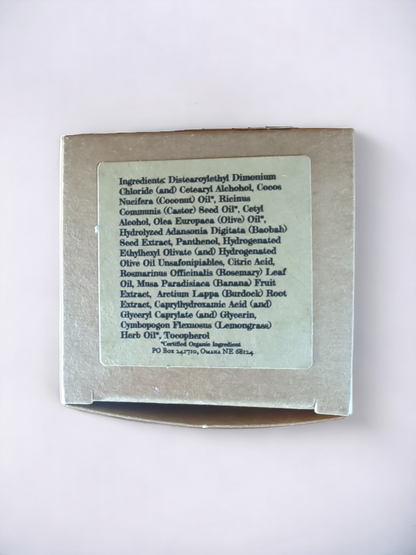 Ingredients: Distearoylethyl Dimonium
Chloride (and) Cetearyl Alchohol, Cocos
Nucifera (Coconut) Oil*, Ricinus
Communis (Castor) Seed Oil*, Cetyl
Alcohol, Olea Europaea (Olive) Oil*,
Hydrolyzed Adansonia Digitata (Baobab)
Seed Extract, Panthenol, Hydrogenated
Ethylhexyl Olivate (and) Hydrogenated
Olive Oil Unsafonipiables, Citric Acid,
Rosmarinus Officinalis (Rosemary) Leaf
Oil, Musa Paradisiaca (Banana) Fruit
Extract, Arctium Lappa (Burdock) Root
Extract, Caprylhydroxamic Acid (and)
Glyceryl Caprylate (and) Glycerin,
Cymbopogon Flexuosus (Lemongrass)
Herb Oil*, Tocopherol
*Certified Organic Ingredient
PO Box 241710, Omaha NE 68124